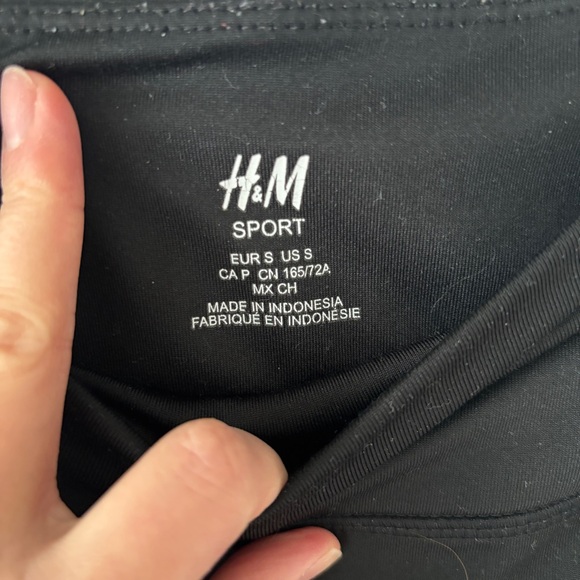 H&M
SPORT
EUR S US S
CA P CN 165/72A
MX CH
MADE IN INDONESIA
FABRIQUÉ EN INDONÉSIE